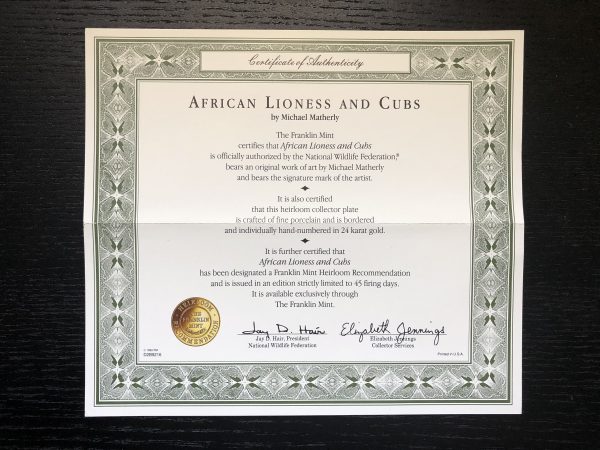 Certificate of Authenticity
AFRICAN LIONESS AND CUBS
by Michael Matherly
The Franklin Mint
certifies that African Lioness and Cubs
is officially authorized by the National Wildlife Federation,®
bears an original work of art by Michael Matherly
and bears the signature mark of the artist.
It is also certified
that this heirloom collector plate
is crafted of fine porcelain and is bordered
and individually hand-numbered in 24 karat gold.
It is further certified that
African Lioness and Cubs
has been designated a Franklin Mint Heirloom Recommendation
and is issued in an edition strictly limited to 45 firing days.
It is available exclusively through
The Franklin Mint.
HEIRLOOM
THE
FRANKLIN
MINT
RECOMMENDATION
Jay D. Hair
Elizabeth Jennings
Jay D. Hair, President
Elizabeth Jennings
National Wildlife Federation
Collector Services
Printed in U.S.A.